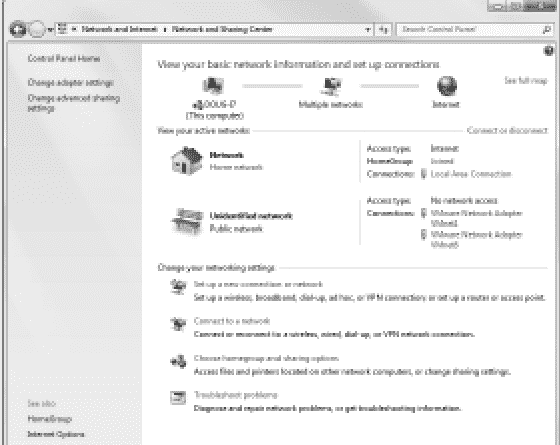 Network and Internet
Network and Sharing Center
Search Control Panel
Control Panel Home
Change adapter settings
Change advanced sharing
settings
See also
HomeGroup
Internet Options
View your basic network information and set up connections
See full map
(This computer)
Multiple networks
Internet
View your active networks
Connect or disconnect
Network
Home network
Access type: Internet
HomeGroup: Joined
Connections: Local Area Connection
Unidentified network
Public network
Access type: No network access
Connections: VMware Network Adapter
VMnet1
VMware Network Adapter
VMnet8
Change your networking settings
Set up a new connection or network
Set up a wireless, broadband, dial-up, ad hoc, or VPN connection; or set up a router or access point.
Connect to a network
Connect or reconnect to a wireless, wired, dial-up, or VPN network connection.
Choose homegroup and sharing options
Access files and printers located on other network computers, or change sharing settings.
Troubleshoot problems
Diagnose and repair network problems, or get troubleshooting information.